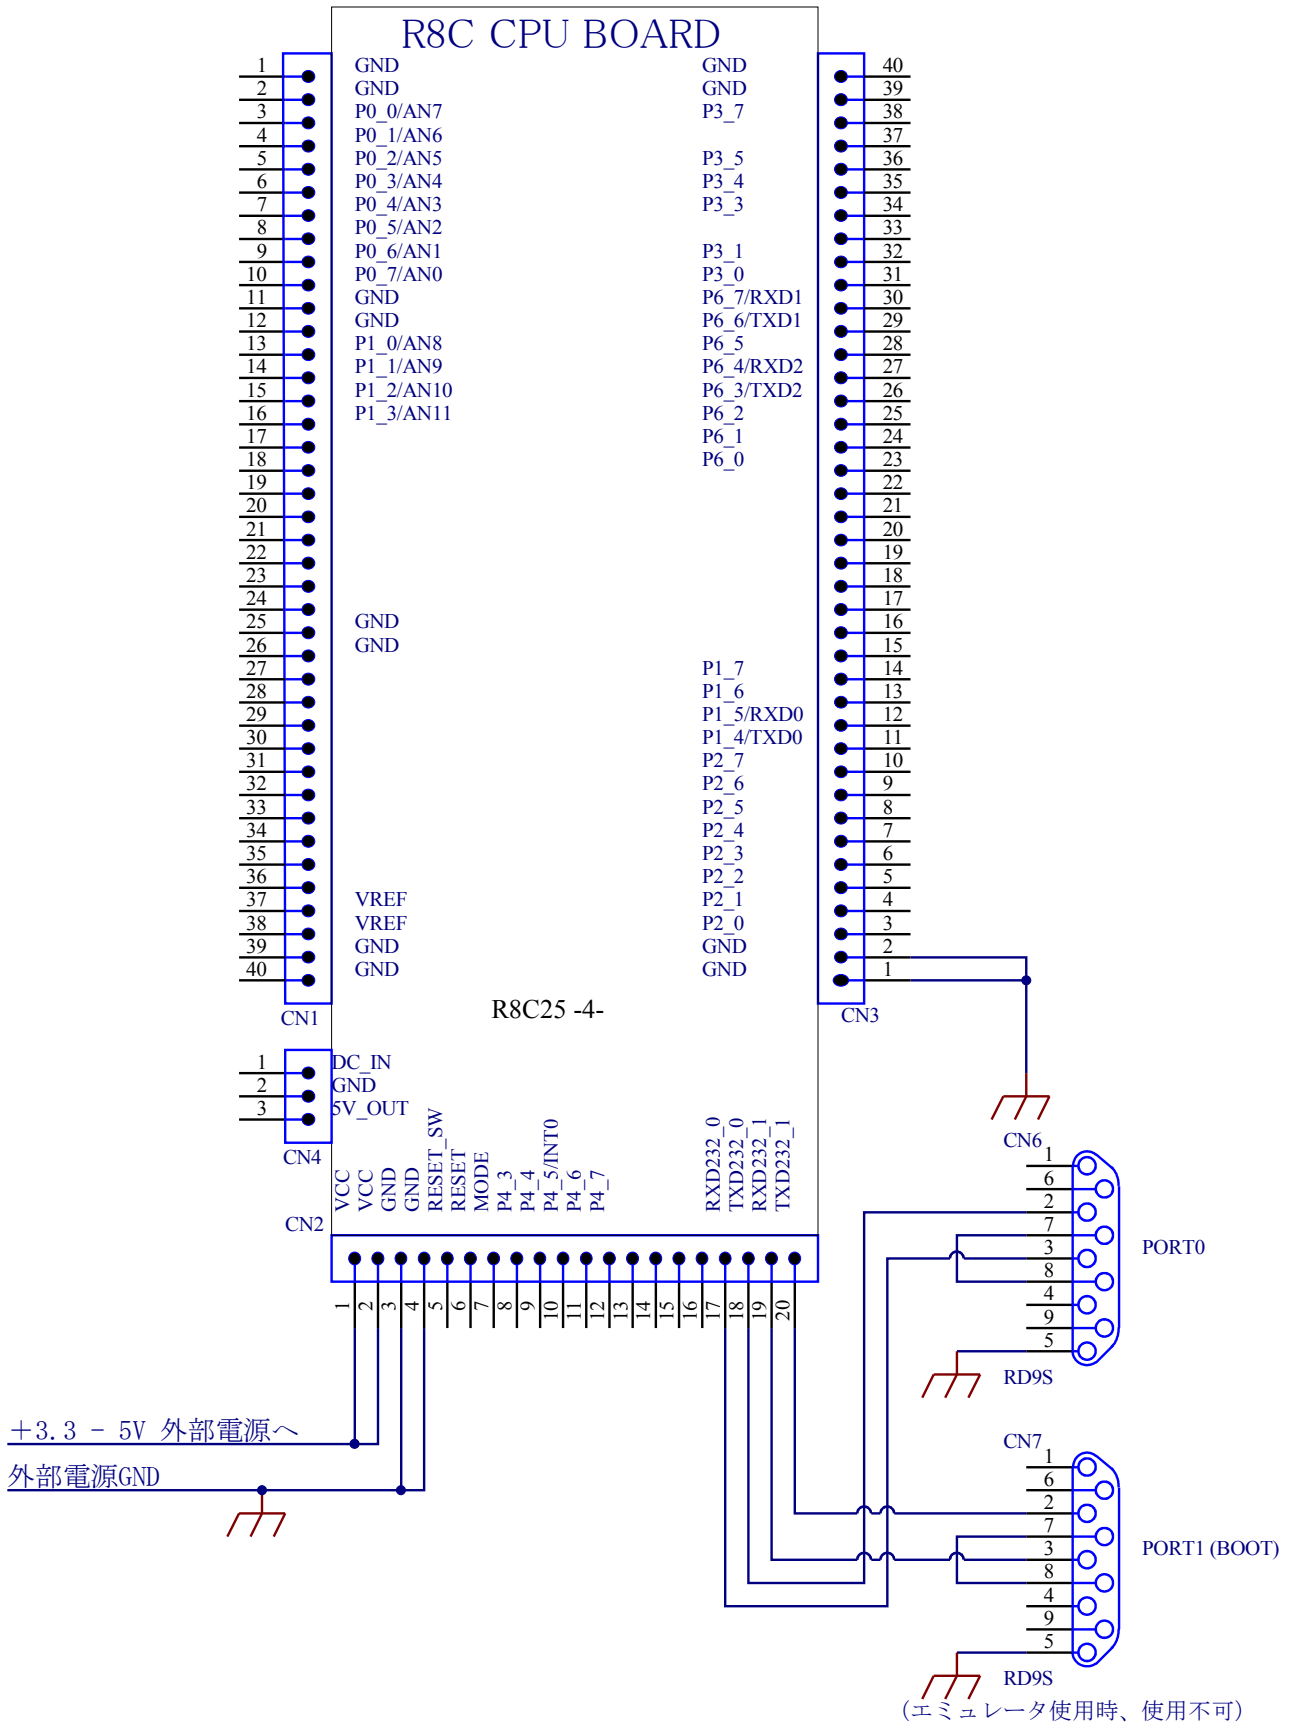 R8C CPU BOARD
1 GND GND 40
2 GND GND 39
3 P0_0/AN7 P3_7 38
4 P0_1/AN6 37
5 P0_2/AN5 P3_5 36
6 P0_3/AN4 P3_4 35
7 P0_4/AN3 P3_3 34
8 P0_5/AN2 33
9 P0_6/AN1 P3_1 32
10 P0_7/AN0 P3_0 31
11 GND P6_7/RXD1 30
12 GND P6_6/TXD1 29
13 P1_0/AN8 P6_5 28
14 P1_1/AN9 P6_4/RXD2 27
15 P1_2/AN10 P6_3/TXD2 26
16 P1_3/AN11 P6_2 25
17 P6_1 24
18 P6_0 23
19 22
20 21
21 20
22 19
23 18
24 17
25 GND 16
26 GND 15
27 P1_7 14
28 P1_6 13
29 P1_5/RXD0 12
30 P1_4/TXD0 11
31 P2_7 10
32 P2_6 9
33 P2_5 8
34 P2_4 7
35 P2_3 6
36 P2_2 5
37 VREF P2_1 4
38 VREF P2_0 3
39 GND GND 2
40 GND GND 1
CN1 R8C25 -4- CN3
1 DC_IN
2 GND
3 5V_OUT
CN4
CN2
VCC
VCC
GND
GND
RESET_SW
RESET
MODE
P4_3
P4_4
P4_5/INT0
P4_6
P4_7
RXD232_0
TXD232_0
RXD232_1
TXD232_1
1 2 3 4 5 6 7 8 9 10 11 12 13 14 15 16 17 18 19 20
CN6
1
6
2
7
3
8
4
9
5
PORT0
RD9S
＋3.3 - 5V 外部電源へ
外部電源GND
CN7
1
6
2
7
3
8
4
9
5
PORT1 (BOOT)
RD9S
(エミュレータ使用時、使用不可)